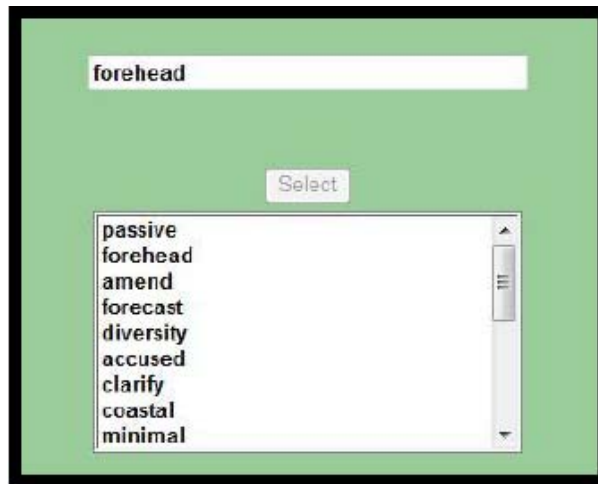 forehead
Select
passive
forehead
amend
forecast
diversity
accused
clarify
coastal
minimal